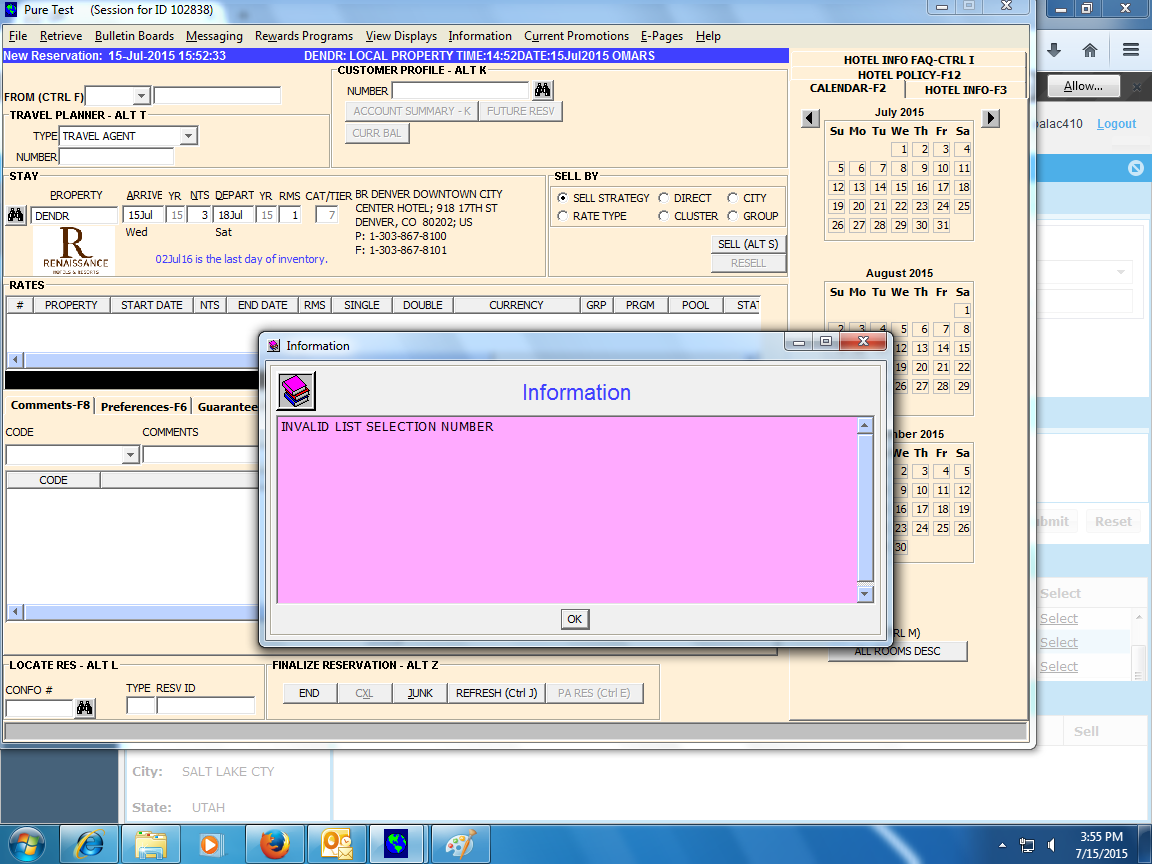 Pure Test (Session for ID 102838)
File Retrieve Bulletin Boards Messaging Rewards Programs View Displays Information Current Promotions E-Pages Help
New Reservation: 15-Jul-2015 15:52:33 DENDR: LOCAL PROPERTY TIME:14:52DATE:15Jul2015 OMARS
HOTEL INFO FAQ-CTRL I
HOTEL POLICY-F12
CALENDAR-F2 HOTEL INFO-F3
Allow...
Logout
FROM (CTRL F)
CUSTOMER PROFILE - ALT K
NUMBER
ACCOUNT SUMMARY - K FUTURE RESV
CURR BAL
TRAVEL PLANNER - ALT T
TYPE TRAVEL AGENT
NUMBER
STAY
PROPERTY ARRIVE YR NTS DEPART YR RMS CAT/TIER
DENDR 15Jul 15 3 18Jul 15 1 7
Wed Sat
R
RENAISSANCE
HOTELS & RESORTS
02Jul16 is the last day of inventory.
BR DENVER DOWNTOWN CITY
CENTER HOTEL; 918 17TH ST
DENVER, CO 80202; US
P: 1-303-867-8100
F: 1-303-867-8101
SELL BY
SELL STRATEGY DIRECT CITY
RATE TYPE CLUSTER GROUP
SELL (ALT S)
RESELL
July 2015
Su Mo Tu We Th Fr Sa
1 2 3 4
5 6 7 8 9 10 11
12 13 14 15 16 17 18
19 20 21 22 23 24 25
26 27 28 29 30 31
August 2015
Su Mo Tu We Th Fr Sa
1
2 3 4 5 6 7 8
12 13 14 15
19 20 21 22
26 27 28 29
2015
We Th Fr Sa
2 3 4 5
9 10 11 12
16 17 18 19
23 24 25 26
30
RATES
# PROPERTY START DATE NTS END DATE RMS SINGLE DOUBLE CURRENCY GRP PRGM POOL STAT
Comments-F8 Preferences-F6 Guarantee
CODE COMMENTS
CODE
Information
Information
INVALID LIST SELECTION NUMBER
OK
ALL ROOMS DESC
LOCATE RES - ALT L
CONFO # TYPE RESV ID
FINALIZE RESERVATION - ALT Z
END CXL JUNK REFRESH (Ctrl J) PA RES (Ctrl E)
Reset
Select
Select
Select
Select
Sell
City: SALT LAKE CTY
State: UTAH
3:55 PM
7/15/2015